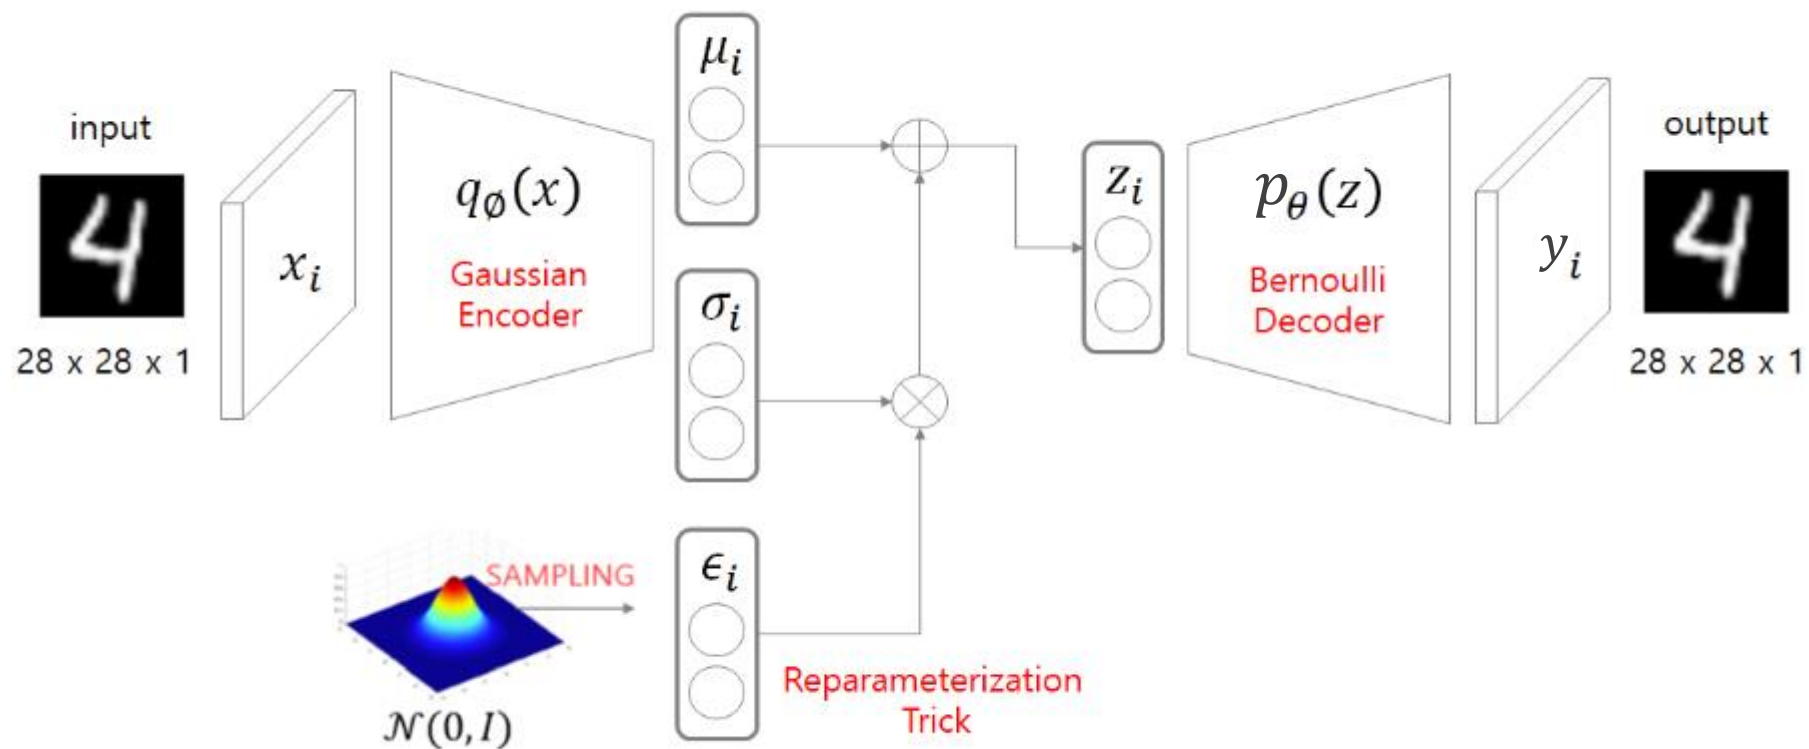 input
28 x 28 x 1
x_i
q_∅(x)
Gaussian
Encoder
μ_i
σ_i
SAMPLING
𝒩(0, I)
ϵ_i
Reparameterization
Trick
z_i
p_θ(z)
Bernoulli
Decoder
y_i
output
28 x 28 x 1